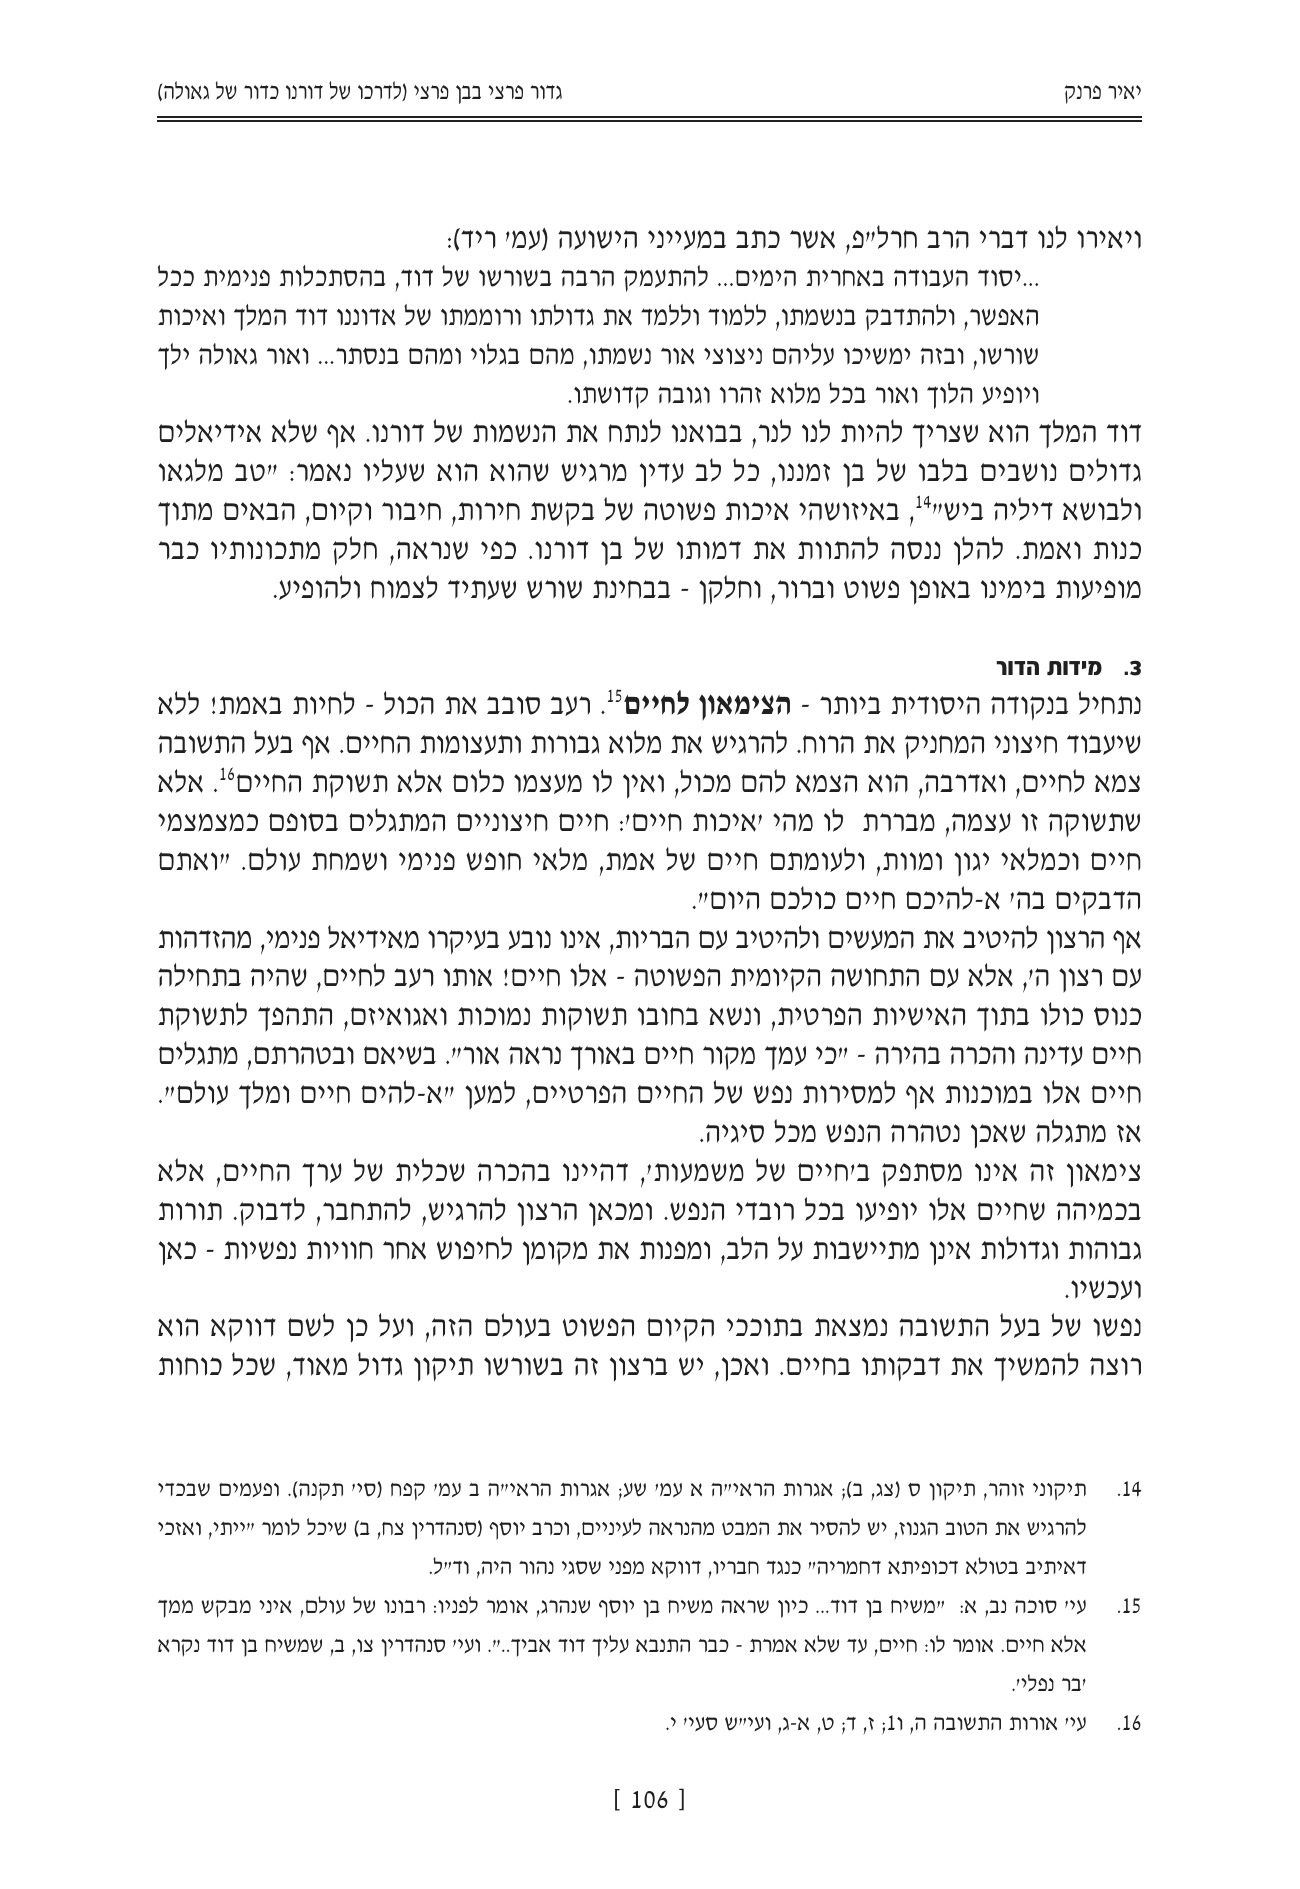 יאיר פרנק
גדור פרצי בבן פרצי (לדרכו של דורנו כדור של גאולה)
ויאירו לנו דברי הרב חרל״פ, אשר כתב במעייני הישועה (עמ׳ ריד):
...יסוד העבודה באחרית הימים... להתעמק הרבה בשורשו של דוד, בהסתכלות פנימית ככל
האפשר, ולהתדבק בנשמתו, ללמוד וללמד את גדולתו ורוממתו של אדוננו דוד המלך ואיכות
שורשו, ובזה ימשיכו עליהם ניצוצי אור נשמתו, מהם בגלוי ומהם בנסתר... ואור גאולה ילך
ויופיע הלוך ואור בכל מלוא זהרו וגובה קדושתו.
דוד המלך הוא שצריך להיות לנו לנר, בבואנו לנתח את הנשמות של דורנו. אף שלא אידיאלים
גדולים נושבים בלבו של בן זמננו, כל לב עדין מרגיש שהוא הוא שעליו נאמר: ״טב מלגאו
ולבושא דיליה ביש״14, באיזושהי איכות פשוטה של בקשת חירות, חיבור וקיום, הבאים מתוך
כנות ואמת. להלן ננסה להתוות את דמותו של בן דורנו. כפי שנראה, חלק מתכונותיו כבר
מופיעות בימינו באופן פשוט וברור, וחלקן - בבחינת שורש שעתיד לצמוח ולהופיע.
3. מידות הדור
נתחיל בנקודה היסודית ביותר - הצימאון לחיים15. רעב סובב את הכול - לחיות באמת! ללא
שיעבוד חיצוני המחניק את הרוח. להרגיש את מלוא גבורות ותעצומות החיים. אף בעל התשובה
צמא לחיים, ואדרבה, הוא הצמא להם מכול, ואין לו מעצמו כלום אלא תשוקת החיים16. אלא
שתשוקה זו עצמה, מבררת לו מהי ׳איכות חיים׳: חיים חיצוניים המתגלים בסופם כמצמצמי
חיים וכמלאי יגון ומוות, ולעומתם חיים של אמת, מלאי חופש פנימי ושמחת עולם. ״ואתם
הדבקים בה׳ א-להיכם חיים כולכם היום״.
אף הרצון להיטיב את המעשים ולהיטיב עם הבריות, אינו נובע בעיקרו מאידיאל פנימי, מהזדהות
עם רצון ה׳, אלא עם התחושה הקיומית הפשוטה - אלו חיים! אותו רעב לחיים, שהיה בתחילה
כנוס כולו בתוך האישיות הפרטית, ונשא בחובו תשוקות נמוכות ואגואיזם, התהפך לתשוקת
חיים עדינה והכרה בהירה - ״כי עמך מקור חיים באורך נראה אור״. בשיאם ובטהרתם, מתגלים
חיים אלו במוכנות אף למסירות נפש של החיים הפרטיים, למען ״א-להים חיים ומלך עולם״.
אז מתגלה שאכן נטהרה הנפש מכל סיגיה.
צימאון זה אינו מסתפק ב׳חיים של משמעות׳, דהיינו בהכרה שכלית של ערך החיים, אלא
בכמיהה שחיים אלו יופיעו בכל רובדי הנפש. ומכאן הרצון להרגיש, להתחבר, לדבוק. תורות
גבוהות וגדולות אינן מתיישבות על הלב, ומפנות את מקומן לחיפוש אחר חוויות נפשיות - כאן
ועכשיו.
נפשו של בעל התשובה נמצאת בתוככי הקיום הפשוט בעולם הזה, ועל כן לשם דווקא הוא
רוצה להמשיך את דבקותו בחיים. ואכן, יש ברצון זה בשורשו תיקון גדול מאוד, שכל כוחות
14. תיקוני זוהר, תיקון ס (צג, ב); אגרות הראי״ה א עמ׳ שע; אגרות הראי״ה ב עמ׳ קפח (סי׳ תקנה). ופעמים שבכדי
להרגיש את הטוב הגנוז, יש להסיר את המבט מהנראה לעיניים, וכרב יוסף (סנהדרין צח, ב) שיכל לומר ״ייתי, ואזכי
דאיתיב בטולא דכופיתא דחמריה״ כנגד חבריו, דווקא מפני שסגי נהור היה, וד״ל.
15. עי׳ סוכה נב, א: ״משיח בן דוד... כיון שראה משיח בן יוסף שנהרג, אומר לפניו: רבונו של עולם, איני מבקש ממך
אלא חיים. אומר לו: חיים, עד שלא אמרת - כבר התנבא עליך דוד אביך..״. ועי׳ סנהדרין צו, ב, שמשיח בן דוד נקרא
׳בר נפלי׳.
16. עי׳ אורות התשובה ה, ו1; ז, ד; ט, א-ג, ועי״ש סעי׳ י.
[ 106 ]